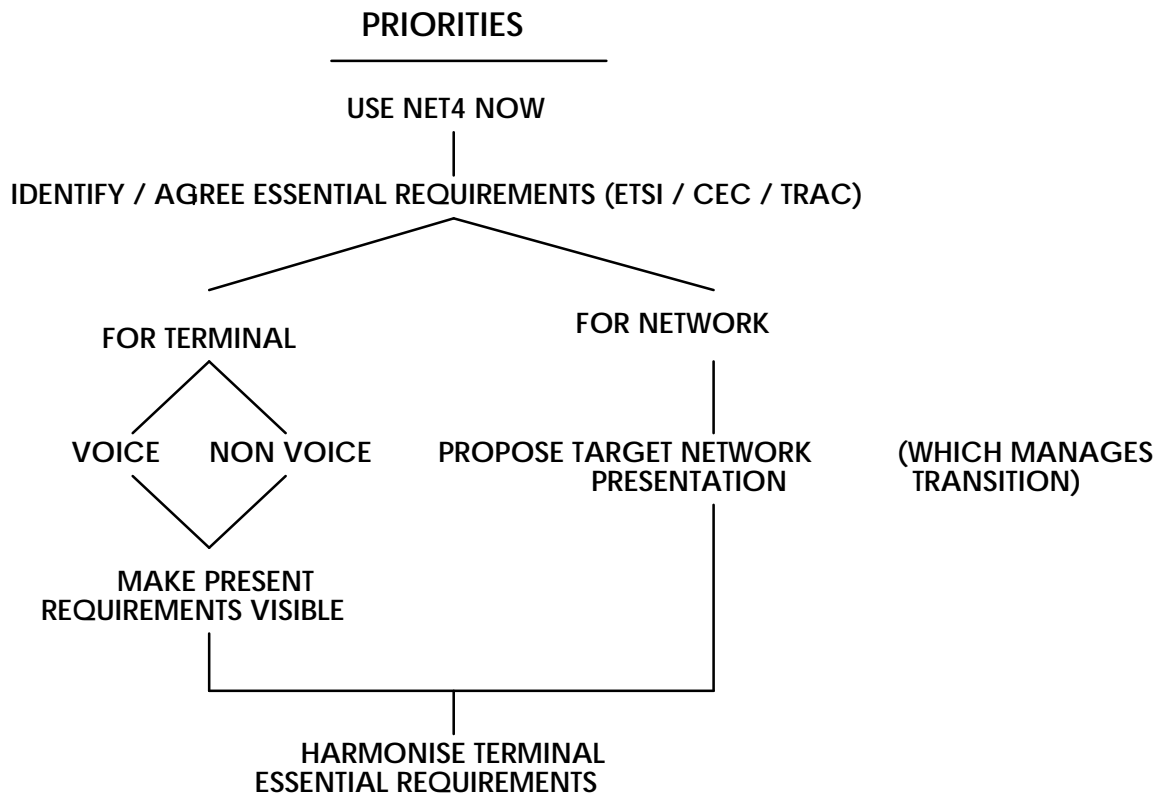 PRIORITIES
USE NET4 NOW
IDENTIFY / AGREE ESSENTIAL REQUIREMENTS (ETSI / CEC / TRAC)
FOR TERMINAL
FOR NETWORK
VOICE
NON VOICE
PROPOSE TARGET NETWORK
PRESENTATION
(WHICH MANAGES
TRANSITION)
MAKE PRESENT
REQUIREMENTS VISIBLE
HARMONISE TERMINAL
ESSENTIAL REQUIREMENTS